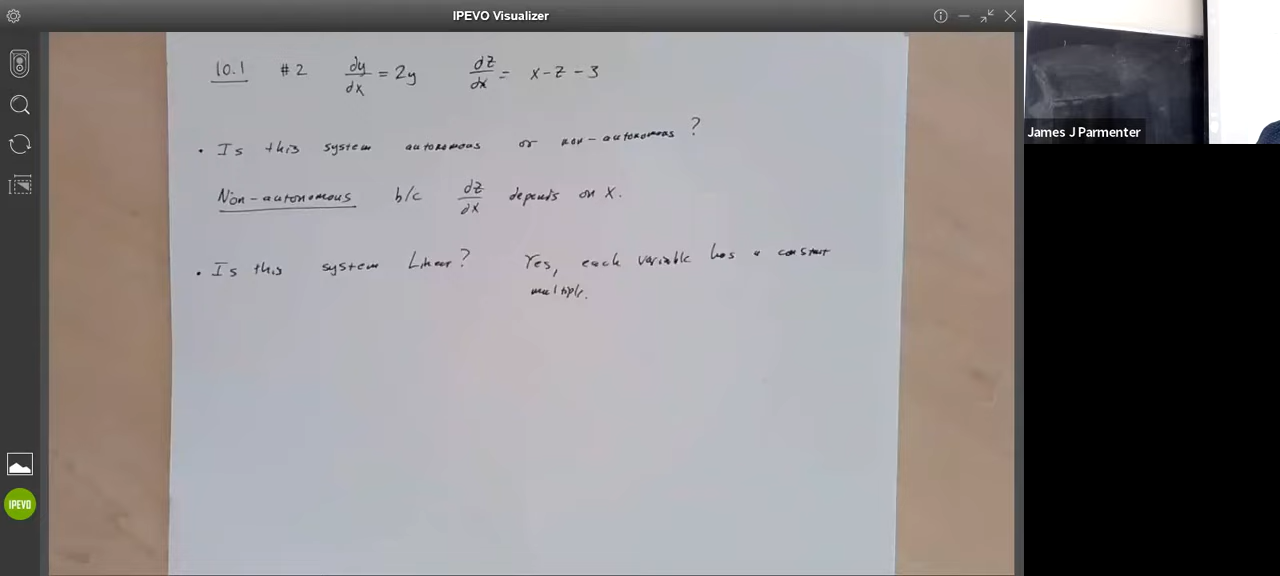 IPEVO Visualizer
10.1 #2 dy/dx = 2y dz/dx = x - z - 3
• Is this system autonomous or non-autonomous ?
Non-autonomous b/c dz/dx depends on x.
• Is this system Linear? Yes, each variable has a constant
multiple.
James J Parmenter
IPEVO